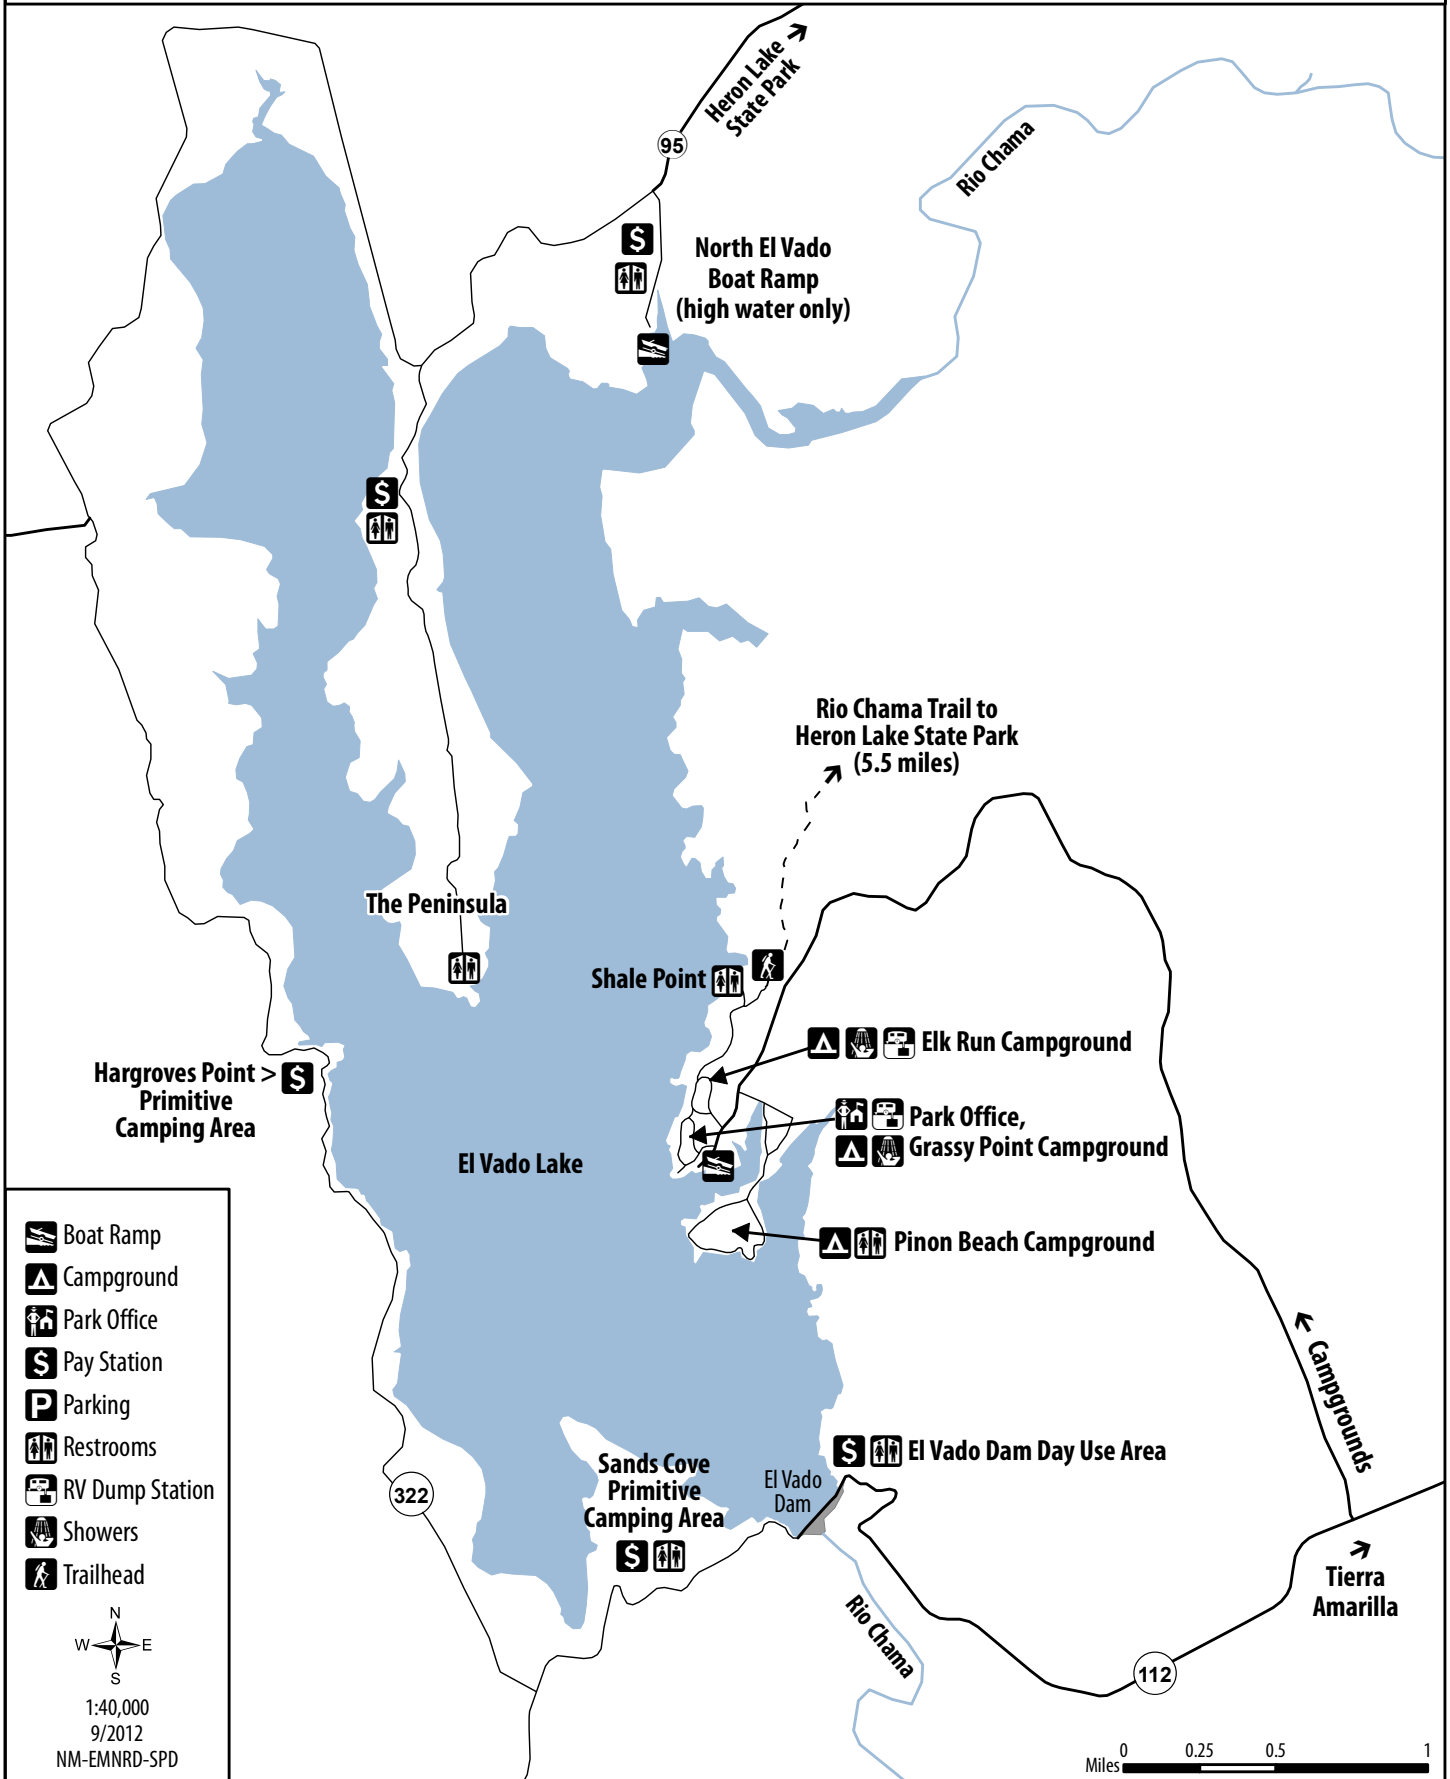 Heron Lake
State Park
95
Rio Chama
$
North El Vado
Boat Ramp
(high water only)
$
Rio Chama Trail to
Heron Lake State Park
(5.5 miles)
The Peninsula
Shale Point
Elk Run Campground
Hargroves Point >
Primitive
Camping Area
$
Park Office,
Grassy Point Campground
El Vado Lake
Pinon Beach Campground
Campgrounds
$
El Vado Dam Day Use Area
Sands Cove
Primitive
Camping Area
$
El Vado
Dam
322
Rio Chama
Tierra
Amarilla
112
Boat Ramp
Campground
Park Office
$ Pay Station
P Parking
Restrooms
RV Dump Station
Showers
Trailhead
N
W E
S
1:40,000
9/2012
NM-EMNRD-SPD
0 0.25 0.5 1
Miles